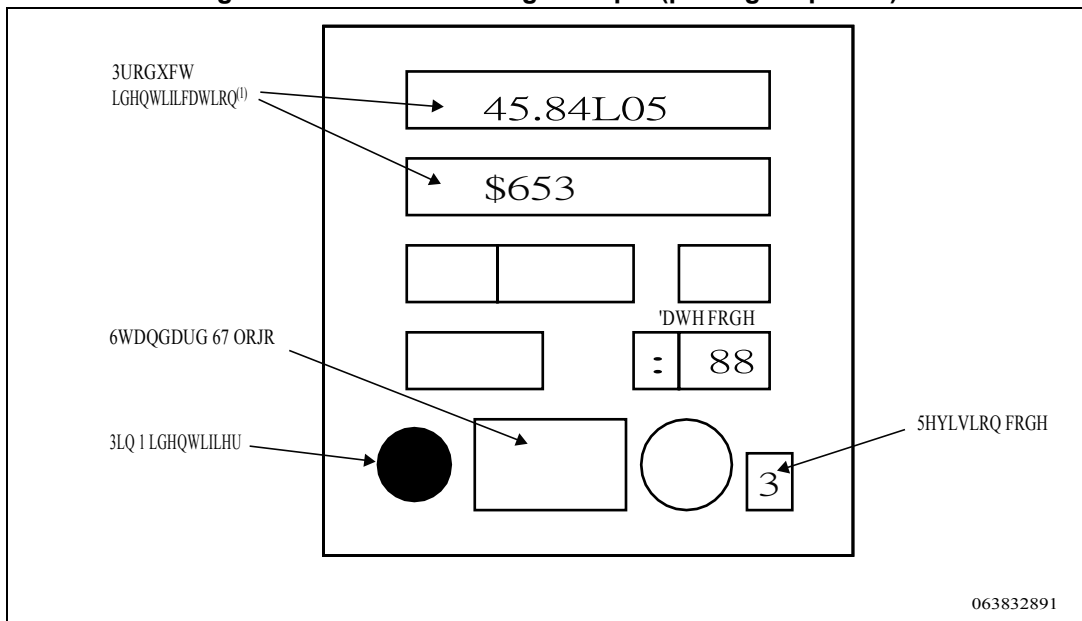 3URGXFW
LGHQWLILFDWLRQ(1)
45.84L05
$653
'DWH FRGH
: 88
6WDQGDUG 67 ORJR
3LQ 1 LGHQWLILHU
5HYLVLRQ FRGH
3
063832891